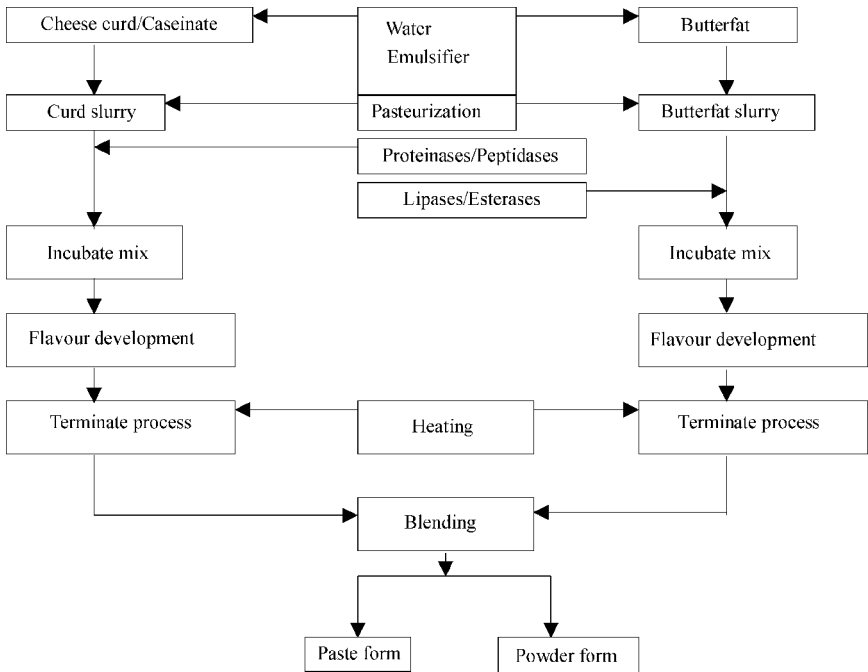 Cheese curd/Caseinate
Water
Emulsifier
Butterfat
Curd slurry
Pasteurization
Butterfat slurry
Proteinases/Peptidases
Lipases/Esterases
Incubate mix
Incubate mix
Flavour development
Flavour development
Terminate process
Heating
Terminate process
Blending
Paste form
Powder form